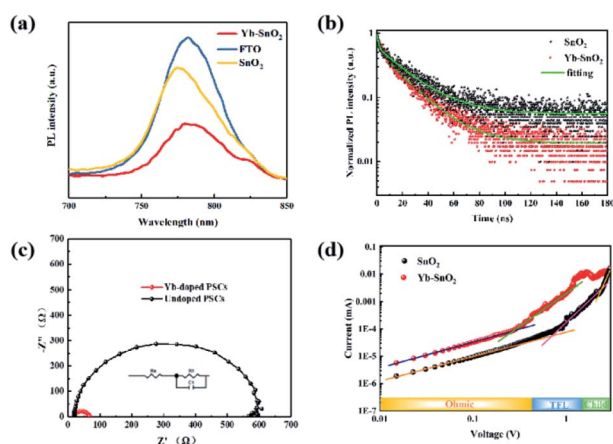 (a)
Yb-SnO₂
FTO
SnO₂
PL intensity (a.u.)
700 750 800 850
Wavelength (nm)
(b)
SnO₂
Yb-SnO₂
fitting
Normalized PL intensity (a.u.)
1
0.1
0.01
0 20 40 60 80 100 120 140 160 180
Time (ns)
(c)
Yb-doped PSCs
Undoped PSCs
-Z'' (Ω)
700
600
500
400
300
200
100
0
0 100 200 300 400 500 600 700
Z' (Ω)
(d)
SnO₂
Yb-SnO₂
Current (mA)
0.1
0.01
0.001
1E-4
1E-5
1E-6
1E-7
Ohmic TFL
0.1 1
Voltage (V)